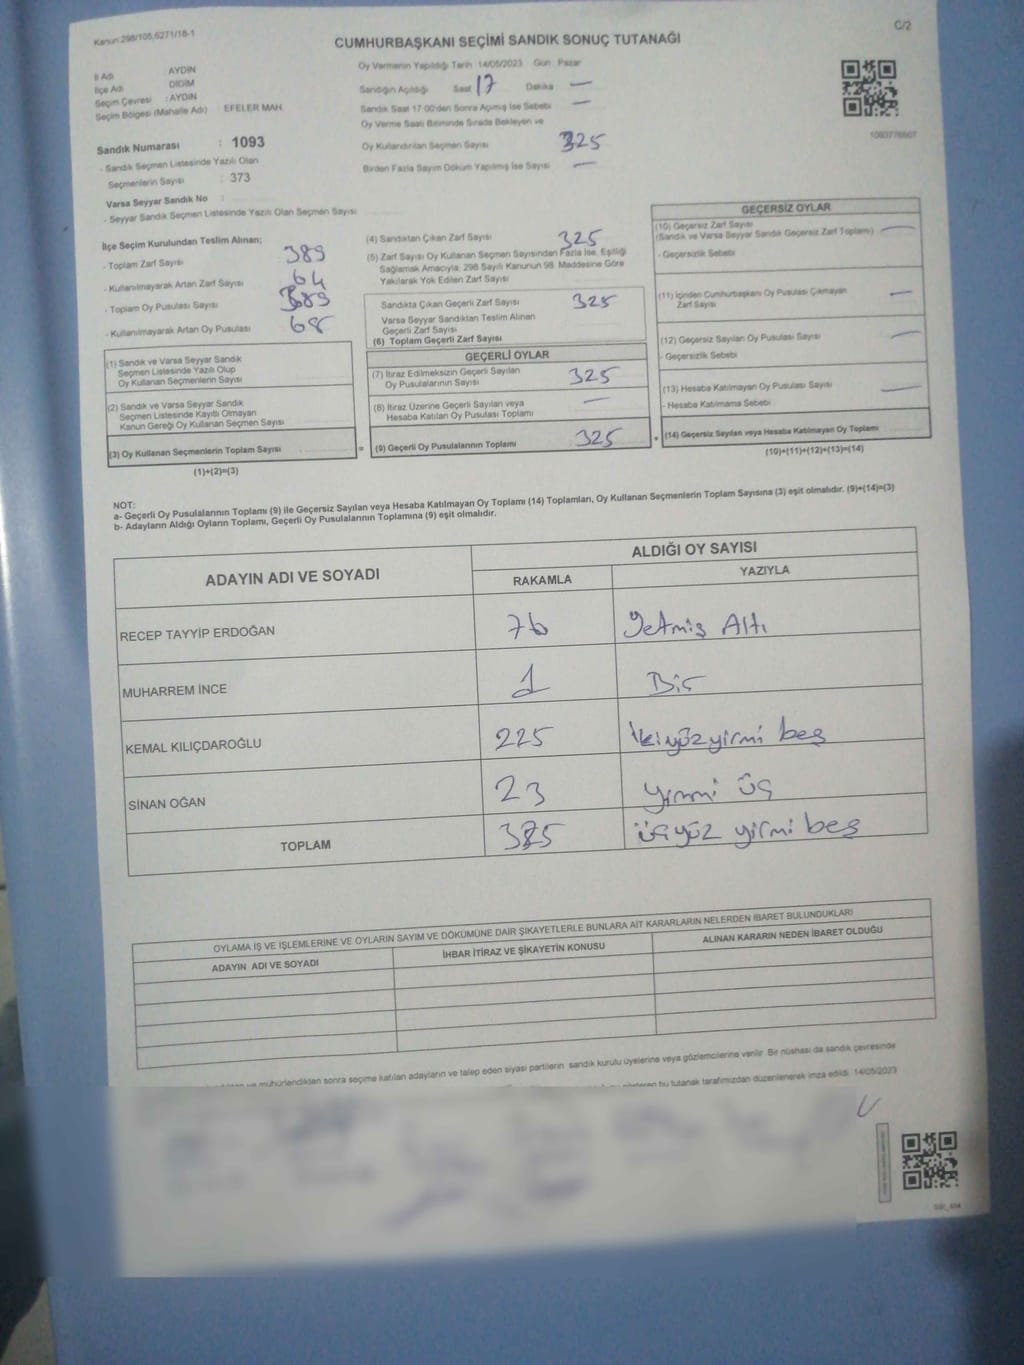 Kanun 298/105,6271/18-1
C/2
CUMHURBAŞKANI SEÇİMİ SANDIK SONUÇ TUTANAĞI
İl Adı AYDIN
İlçe Adı DİDİM
Seçim Çevresi : AYDIN
Seçim Bölgesi (Mahalle Adı) EFELER MAH.
Sandık Numarası : 1093
- Sandık Seçmen Listesinde Yazılı Olan
Seçmenlerin Sayısı : 373
Varsa Seyyar Sandık No :
- Seyyar Sandık Seçmen Listesinde Yazılı Olan Seçmen Sayısı
Oy Vermenin Yapıldığı Tarih 14/05/2023 Gün Pazar
Sandığın Açıldığı Saat 17 Dakika —
Sandık Saat 17:00'den Sonra Açılmış İse Sebebi —
Oy Verme Saati Bitiminde Sırada Bekleyen ve
Oy Kullandırılan Seçmen Sayısı 325
Birden Fazla Sayım Döküm Yapılmış İse Sayısı —
İlçe Seçim Kurulundan Teslim Alınan;
- Toplam Zarf Sayısı 389
- Kullanılmayarak Artan Zarf Sayısı 64
- Toplam Oy Pusulası Sayısı 389
- Kullanılmayarak Artan Oy Pusulası
(1) Sandık ve Varsa Seyyar Sandık
Seçmen Listesinde Yazılı Olup
Oy Kullanan Seçmenlerin Sayısı
(2) Sandık ve Varsa Seyyar Sandık
Seçmen Listesinde Kayıtlı Olmayan
Kanun Gereği Oy Kullanan Seçmen Sayısı
(3) Oy Kullanan Seçmenlerin Toplam Sayısı
(1)+(2)=(3)
(4) Sandıktan Çıkan Zarf Sayısı 325
(5) Zarf Sayısı Oy Kullanan Seçmen Sayısından Fazla İse, Eşitliği
Sağlamak Amacıyla; 298 Sayılı Kanunun 98. Maddesine Göre
Yakılarak Yok Edilen Zarf Sayısı
Sandıkta Çıkan Geçerli Zarf Sayısı 325
Varsa Seyyar Sandıktan Teslim Alınan
Geçerli Zarf Sayısı
(6) Toplam Geçerli Zarf Sayısı
GEÇERLİ OYLAR
(7) İtiraz Edilmeksizin Geçerli Sayılan
Oy Pusulalarının Sayısı 325
(8) İtiraz Üzerine Geçerli Sayılan veya
Hesaba Katılan Oy Pusulası Toplamı —
= (9) Geçerli Oy Pusulalarının Toplamı 325
GEÇERSİZ OYLAR
(10) Geçersiz Zarf Sayısı
(Sandık ve Varsa Seyyar Sandık Geçersiz Zarf Toplamı) —
- Geçersizlik Sebebi
(11) İçinden Cumhurbaşkanı Oy Pusulası Çıkmayan
Zarf Sayısı —
(12) Geçersiz Sayılan Oy Pusulası Sayısı —
- Geçersizlik Sebebi
(13) Hesaba Katılmayan Oy Pusulası Sayısı —
- Hesaba Katılmama Sebebi
+ (14) Geçersiz Sayılan veya Hesaba Katılmayan Oy Toplamı
(10)+(11)+(12)+(13)=(14)
NOT:
a- Geçerli Oy Pusulalarının Toplamı (9) ile Geçersiz Sayılan veya Hesaba Katılmayan Oy Toplamı (14) Toplamları, Oy Kullanan Seçmenlerin Toplam Sayısına (3) eşit olmalıdır. (9)+(14)=(3)
b- Adayların Aldığı Oyların Toplamı, Geçerli Oy Pusulalarının Toplamına (9) eşit olmalıdır.
ADAYIN ADI VE SOYADI ALDIĞI OY SAYISI
RAKAMLA YAZIYLA
RECEP TAYYİP ERDOĞAN 76 Yetmiş Altı
MUHARREM İNCE 1 Bir
KEMAL KILIÇDAROĞLU 225 İkiyüzyirmi beş
SİNAN OĞAN 23 yirmi üç
TOPLAM 325 üçyüz yirmi beş
OYLAMA İŞ VE İŞLEMLERİNE VE OYLARIN SAYIM VE DÖKÜMÜNE DAİR ŞİKAYETLERLE BUNLARA AİT KARARLARIN NELERDEN İBARET BULUNDUKLARI
ADAYIN ADI VE SOYADI İHBAR İTİRAZ VE ŞİKAYETİN KONUSU ALINAN KARARIN NEDEN İBARET OLDUĞU
ve mühürlendikten sonra seçime katılan adayların ve talep eden siyasi partilerin sandık kurulu üyelerine veya gözlemcilerine verilir. Bir nüshası da sandık çevresinde
bu tutanak tarafımızdan düzenlenerek imza edildi. 14/05/2023